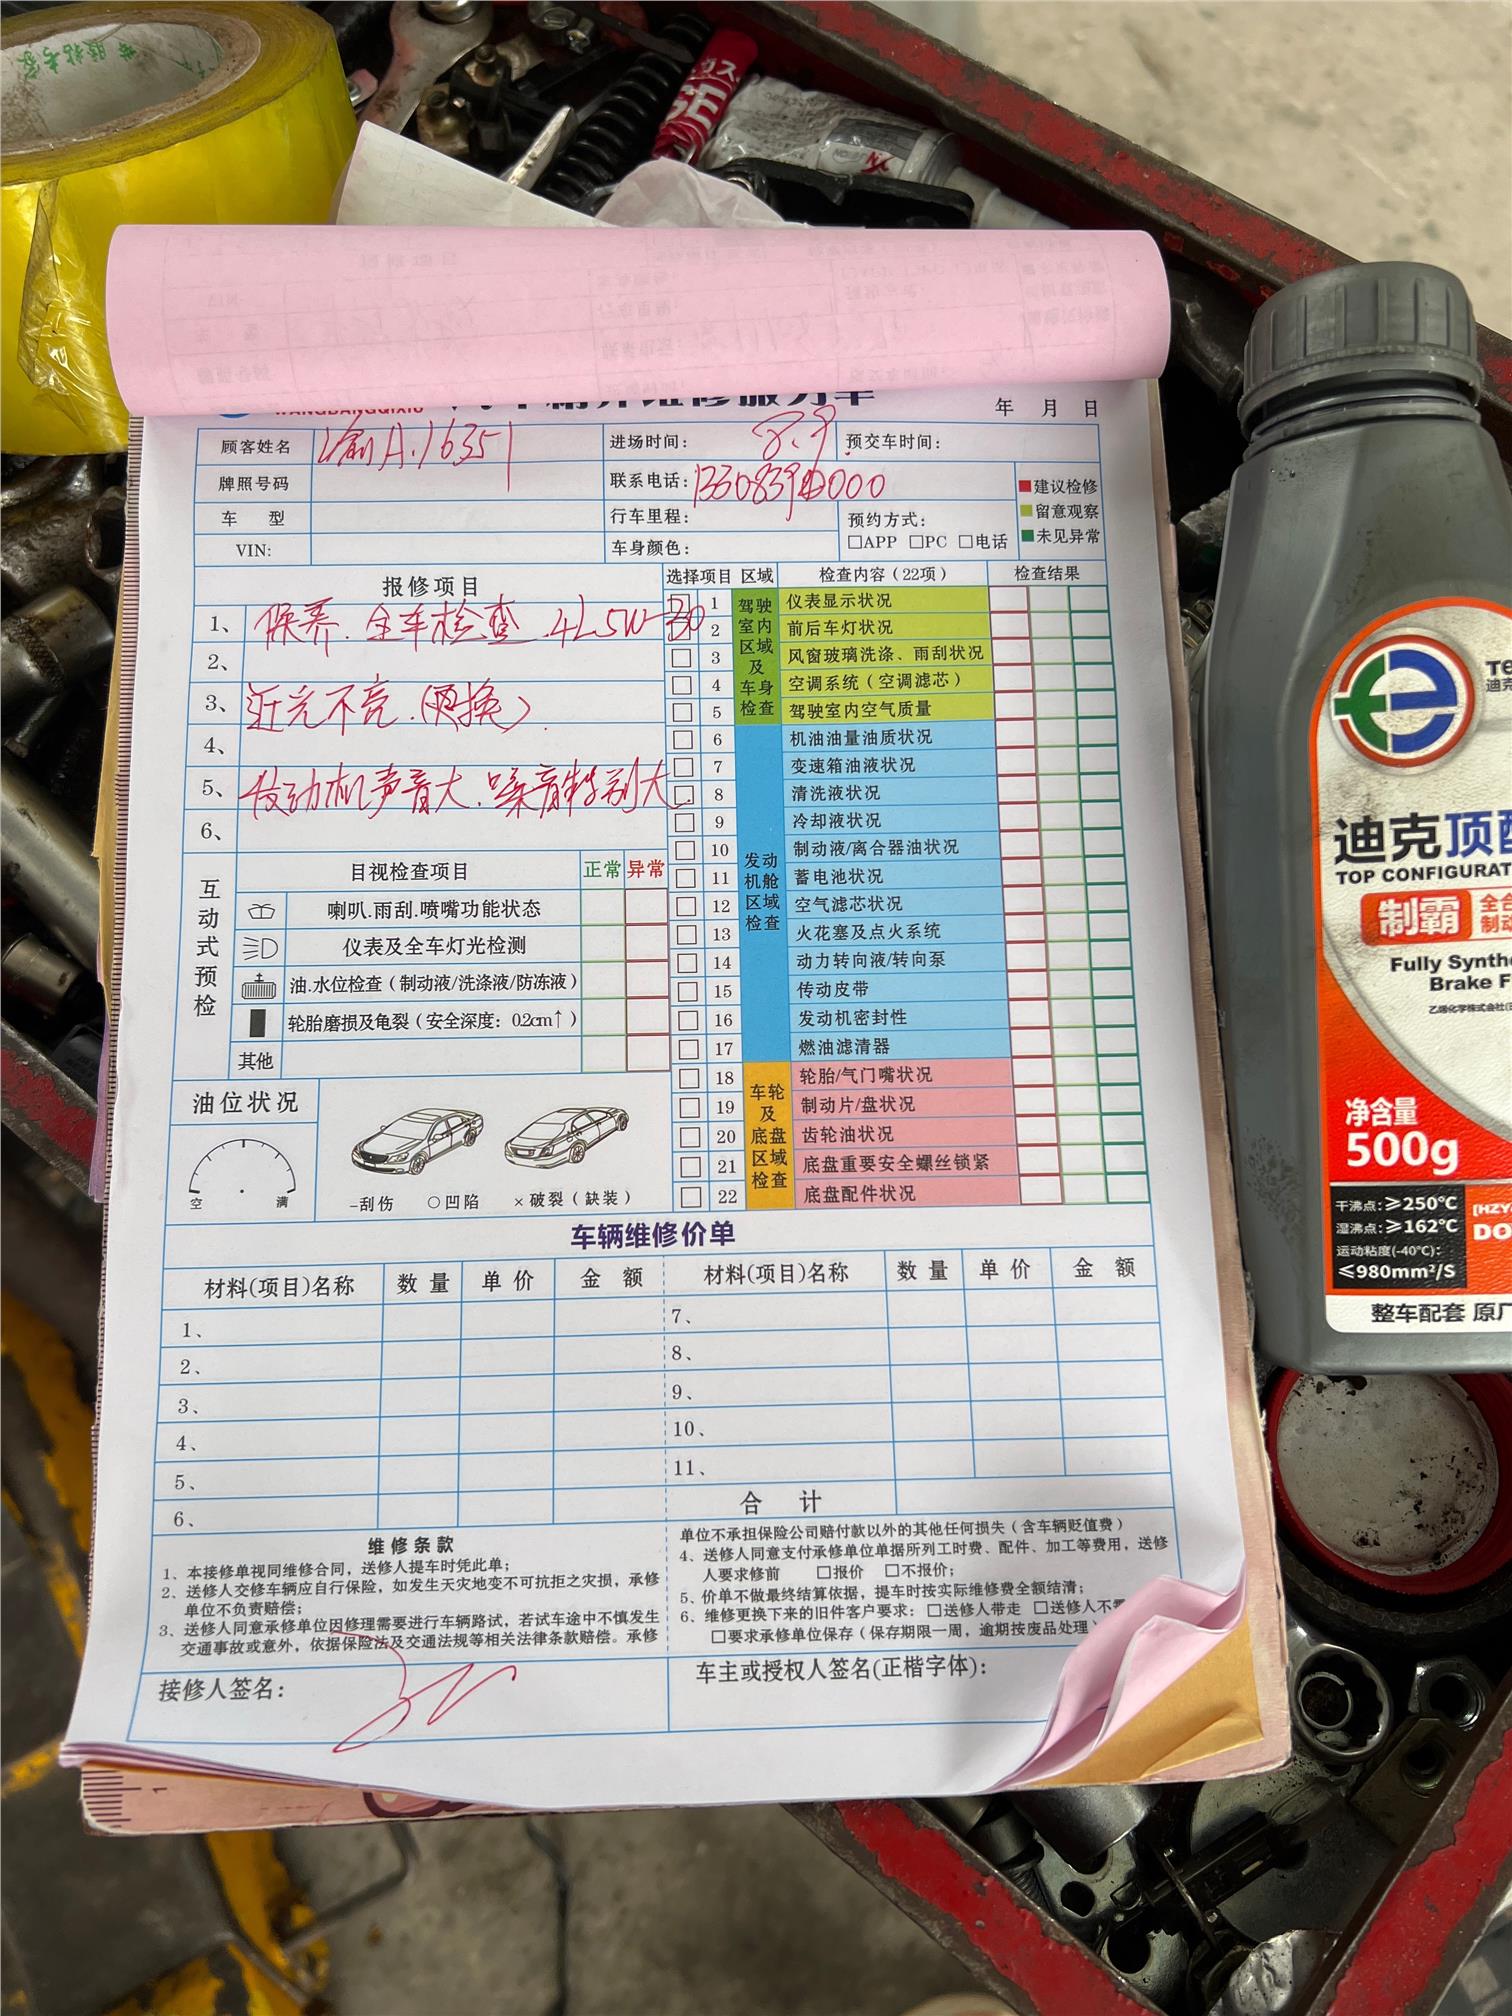 WANGBANGQIXIU
年 月 日
顾客姓名 渝A.16351 进场时间: 8.9. 预交车时间:
牌照号码 联系电话:
车 型 行车里程: 预约方式:
VIN: 车身颜色: □APP □PC □电话
建议检修
留意观察
未见异常
报修项目
1、保养.全车检查.4L5W-30
2、
3、近光不亮.(更换).
4、
5、发动机声音大.噪音特别大.
6、
互动式预检
目视检查项目 正常 异常
喇叭.雨刮.喷嘴功能状态
仪表及全车灯光检测
油.水位检查(制动液/洗涤液/防冻液)
轮胎磨损及龟裂(安全深度: 0.2cm↑)
其他
油位状况
空 满
-刮伤 ○凹陷 ×破裂(缺装)
选择项目 区域 检查内容(22项) 检查结果
驾驶室内区域及车身检查
1 仪表显示状况
2 前后车灯状况
3 风窗玻璃洗涤、雨刮状况
4 空调系统(空调滤芯)
5 驾驶室内空气质量
发动机舱区域检查
6 机油油量油质状况
7 变速箱油液状况
8 清洗液状况
9 冷却液状况
10 制动液/离合器油状况
11 蓄电池状况
12 空气滤芯状况
13 火花塞及点火系统
14 动力转向液/转向泵
15 传动皮带
16 发动机密封性
17 燃油滤清器
车轮及底盘区域检查
18 轮胎/气门嘴状况
19 制动片/盘状况
20 齿轮油状况
21 底盘重要安全螺丝锁紧
22 底盘配件状况
车辆维修价单
材料(项目)名称 数量 单价 金额 材料(项目)名称 数量 单价 金额
1、 7、
2、 8、
3、 9、
4、 10、
5、 11、
6、 合 计
维修条款
1、本接修单视同维修合同，送修人提车时凭此单;
2、送修人交修车辆应自行保险，如发生天灾地变不可抗拒之灾损，承修
单位不负责赔偿;
3、送修人同意承修单位因修理需要进行车辆路试，若试车途中不慎发生
交通事故或意外，依据保险法及交通法规等相关法律条款赔偿。承修
单位不承担保险公司赔付款以外的其他任何损失(含车辆贬值费)
4、送修人同意支付承修单位单据所列工时费、配件、加工等费用，送修
人要求修前 □报价 □不报价;
5、价单不做最终结算依据，提车时按实际维修费全额结清;
6、维修更换下来的旧件客户要求: □送修人带走 □送修人不
□要求承修单位保存(保存期限一周，逾期按废品处理)
接修人签名:
车主或授权人签名(正楷字体):
迪克
迪克顶
TOP CONFIGURAT
制霸
全合
制动
Fully Synthe
Brake F
净含量
500g
干沸点: ≥250℃
湿沸点: ≥162℃
运动粘度(-40℃):
≤980mm²/S
[HZY
DO
整车配套 原厂